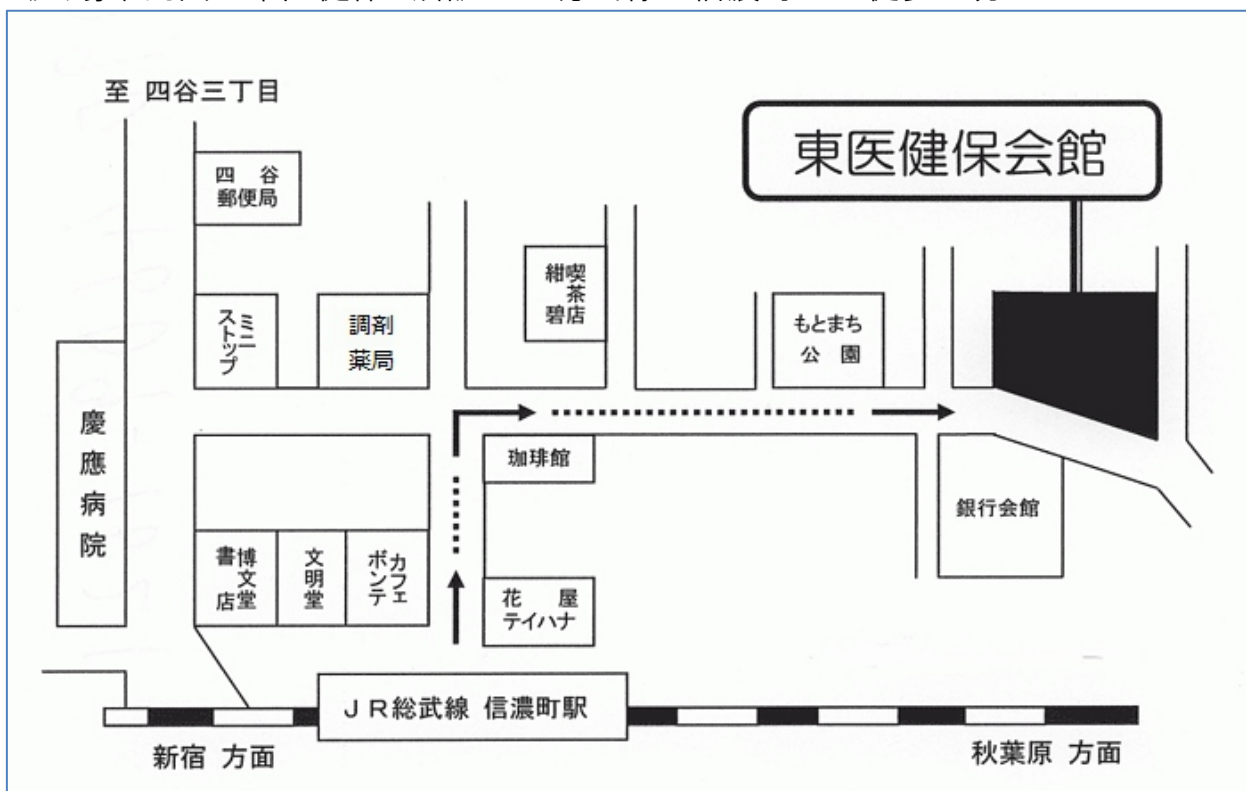 至 四谷三丁目
東医健保会館
四谷
郵便局
喫茶店
紺碧
ミニ
ストップ
調剤
薬局
もとまち
公園
慶應病院
珈琲館
銀行会館
博文堂
書店
文明堂
カフェ
ボンテ
花屋
テイハナ
JR総武線 信濃町駅
新宿 方面
秋葉原 方面